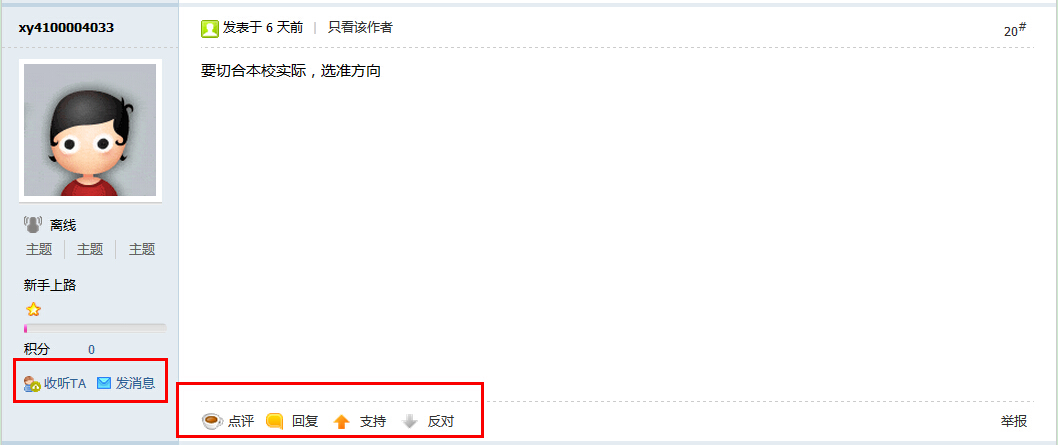 xy4100004033
发表于 6 天前 | 只看该作者
20#
要切合本校实际，选准方向
离线
主题 主题 主题
新手上路
积分 0
收听TA 发消息
点评 回复 支持 反对 举报